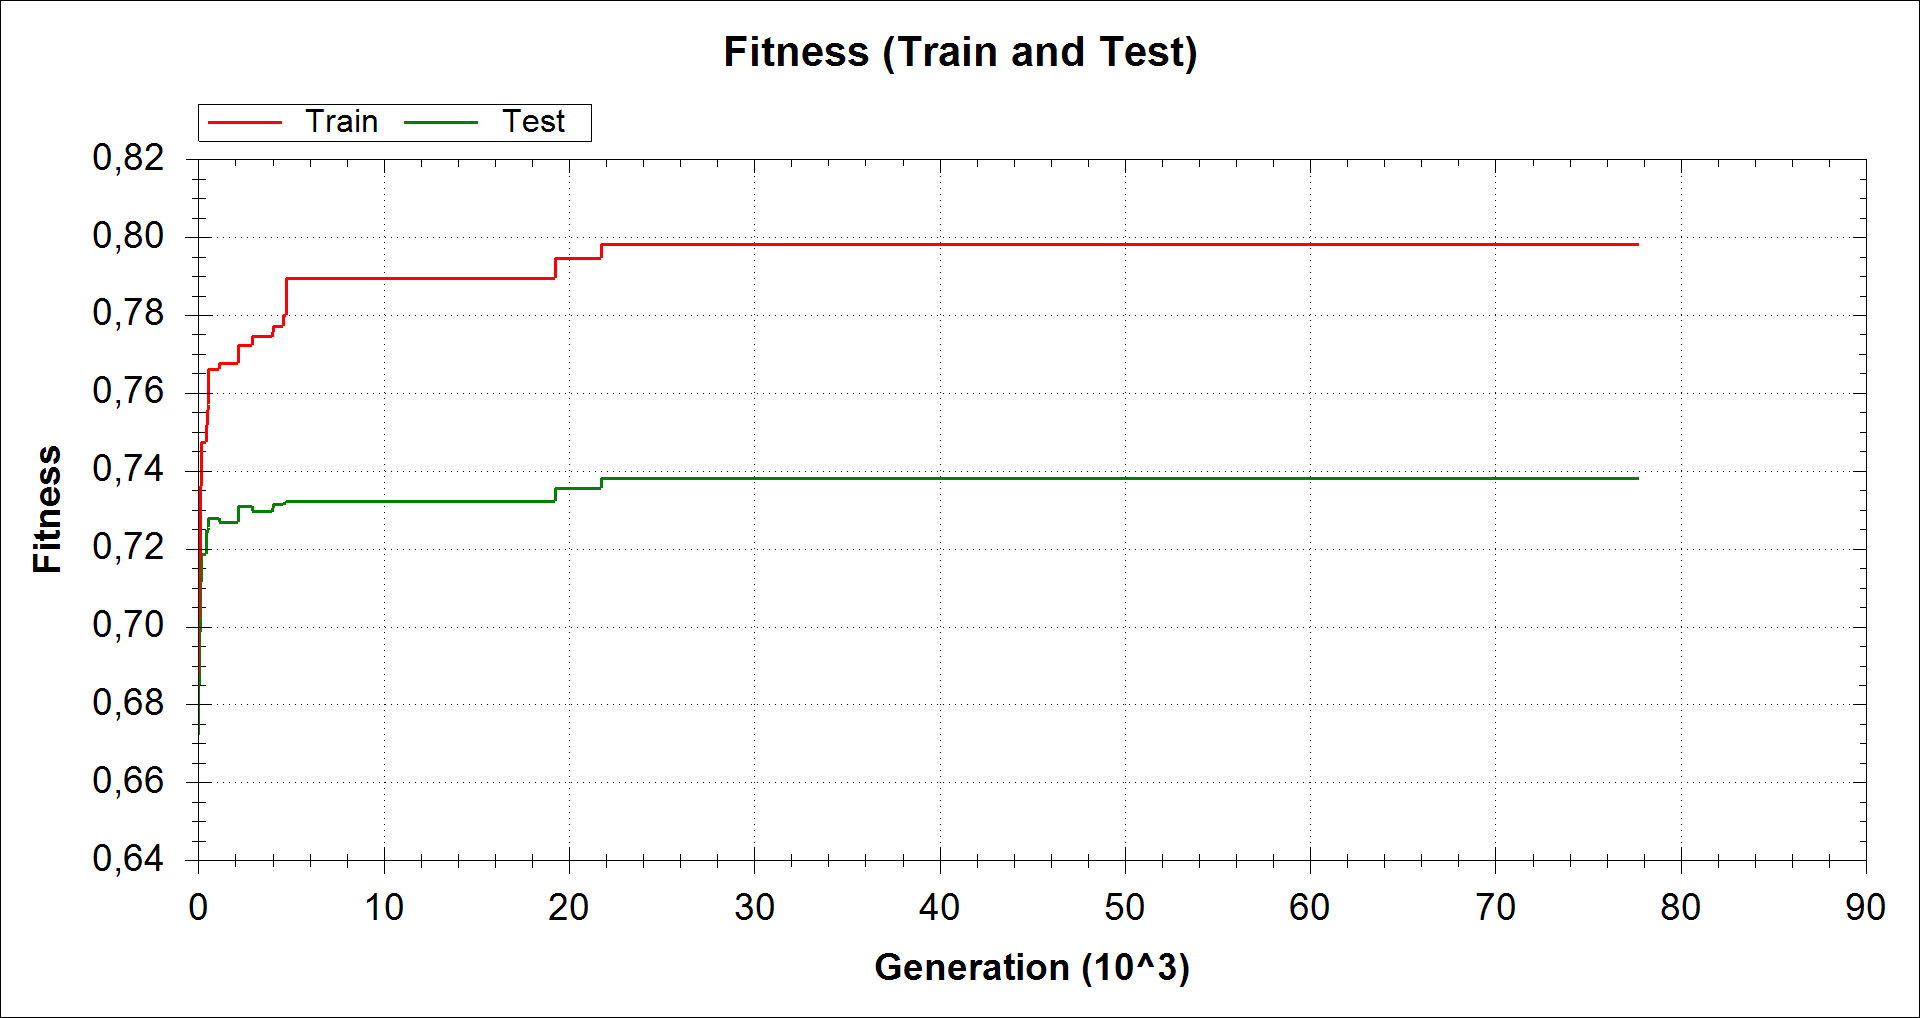 Fitness (Train and Test)
Train Test
0,82
0,80
0,78
0,76
0,74
0,72
0,70
0,68
0,66
0,64
Fitness
0 10 20 30 40 50 60 70 80 90
Generation (10^3)